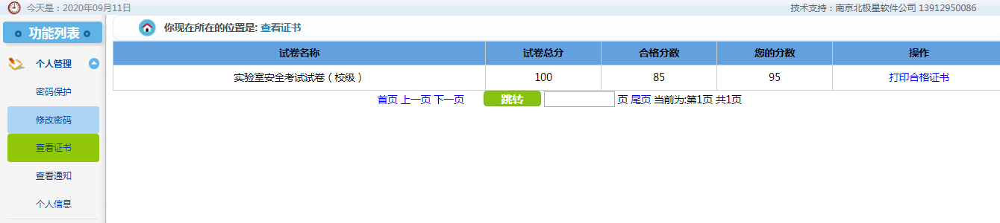 今天是：2020年09月11日
技术支持：南京北极星软件公司 13912950086
功能列表
个人管理
密码保护
修改密码
查看证书
查看通知
个人信息
你现在所在的位置是: 查看证书
试卷名称 试卷总分 合格分数 您的分数 操作
实验室安全考试试卷（校级） 100 85 95 打印合格证书
首页 上一页 下一页 跳转 页 尾页 当前为:第1页 共1页